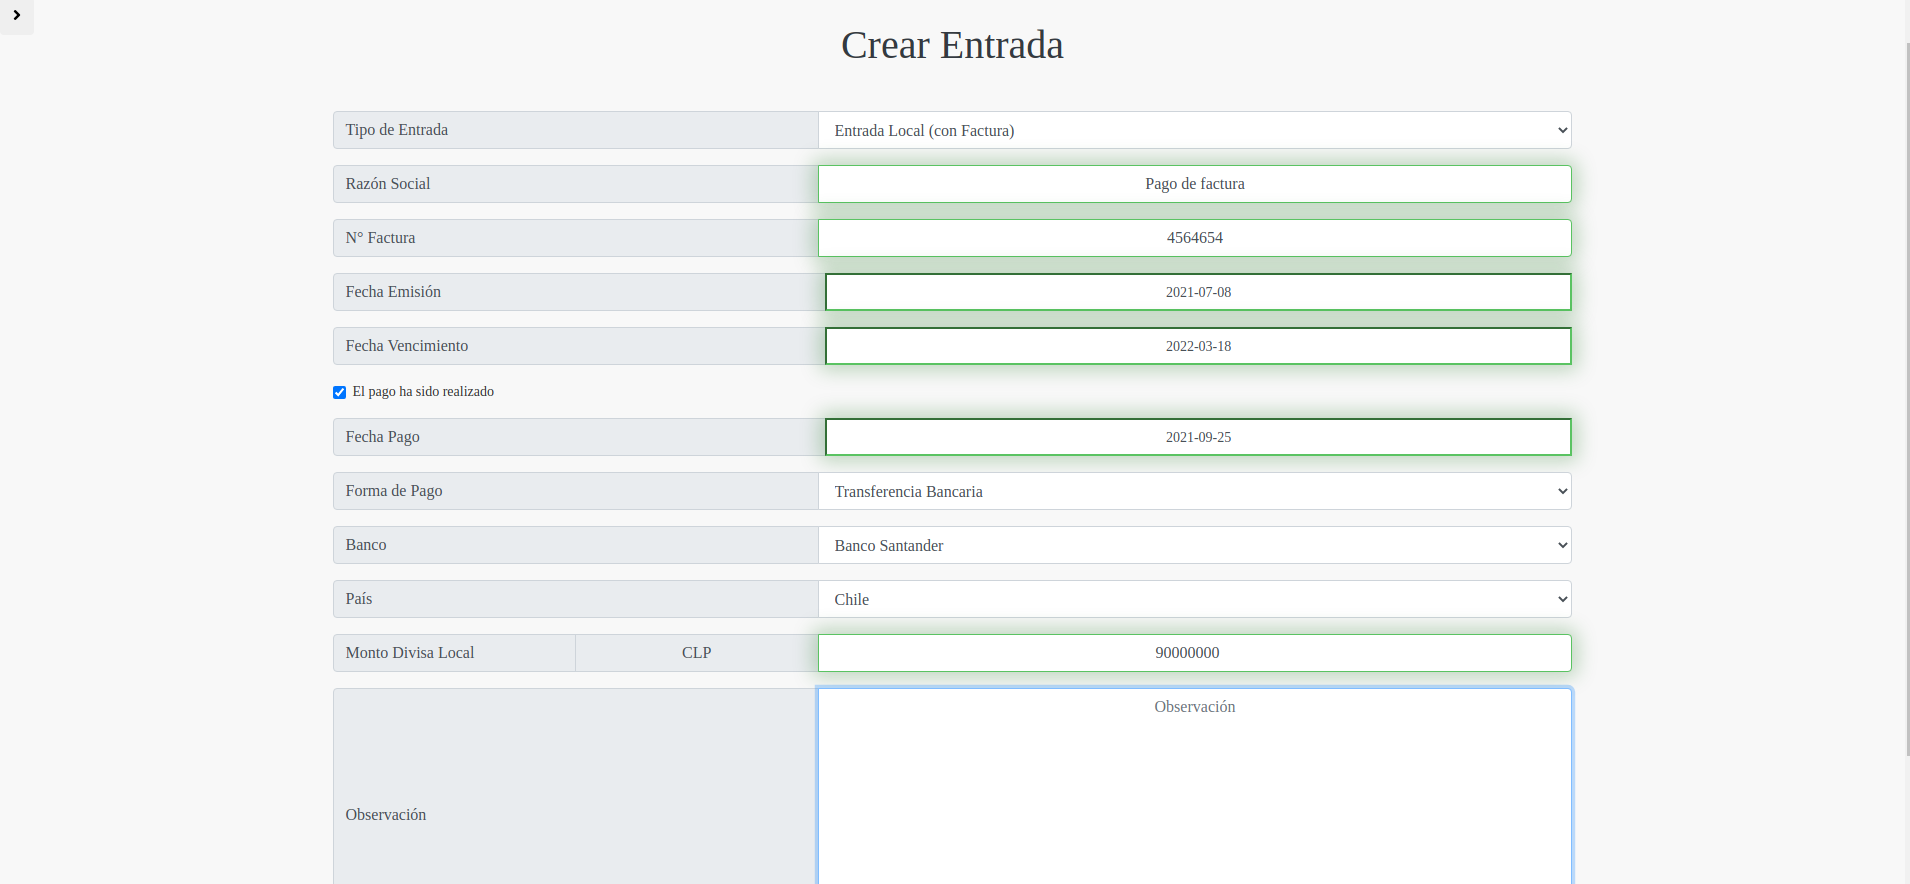 Crear Entrada
Tipo de Entrada Entrada Local (con Factura)
Razón Social Pago de factura
N° Factura 4564654
Fecha Emisión 2021-07-08
Fecha Vencimiento 2022-03-18
El pago ha sido realizado
Fecha Pago 2021-09-25
Forma de Pago Transferencia Bancaria
Banco Banco Santander
País Chile
Monto Divisa Local CLP 90000000
Observación
Observación